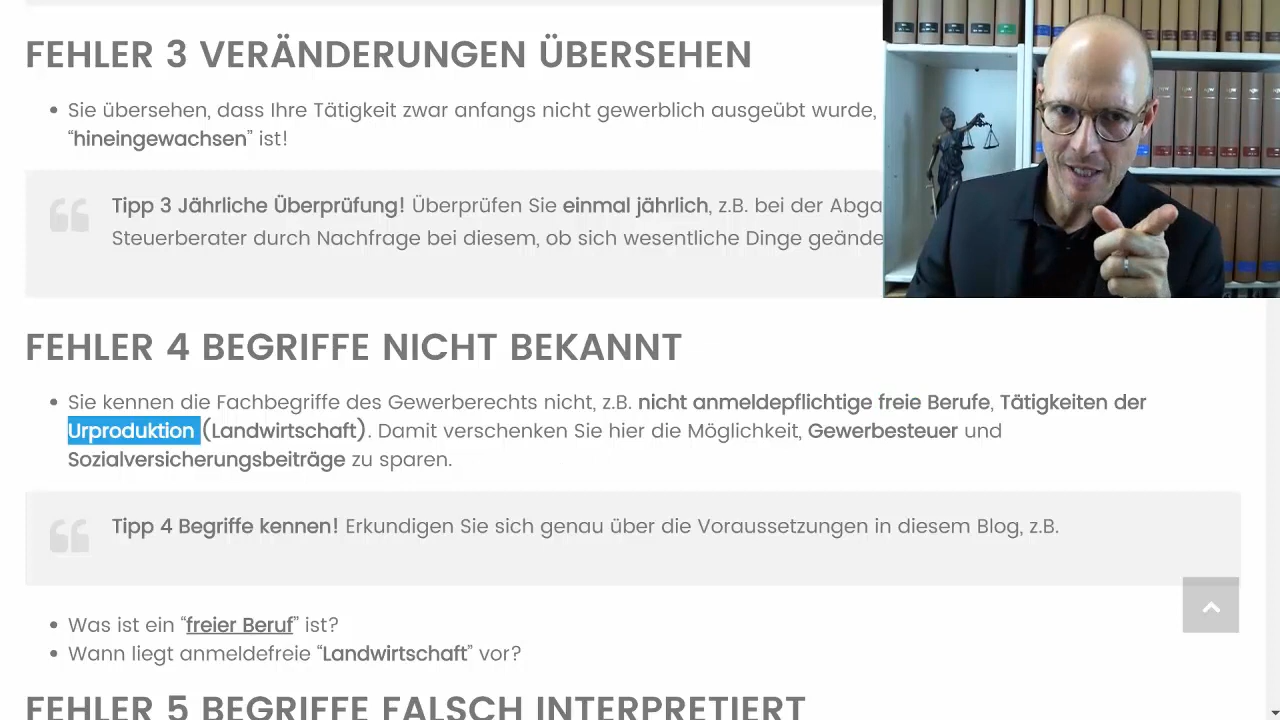 FEHLER 3 VERÄNDERUNGEN ÜBERSEHEN
Sie übersehen, dass Ihre Tätigkeit zwar anfangs nicht gewerblich ausgeübt wurde,
“hineingewachsen” ist!
Tipp 3 Jährliche Überprüfung! Überprüfen Sie einmal jährlich, z.B. bei der Abga
Steuerberater durch Nachfrage bei diesem, ob sich wesentliche Dinge geände
FEHLER 4 BEGRIFFE NICHT BEKANNT
Sie kennen die Fachbegriffe des Gewerberechts nicht, z.B. nicht anmeldepflichtige freie Berufe, Tätigkeiten der
Urproduktion (Landwirtschaft). Damit verschenken Sie hier die Möglichkeit, Gewerbesteuer und
Sozialversicherungsbeiträge zu sparen.
Tipp 4 Begriffe kennen! Erkundigen Sie sich genau über die Voraussetzungen in diesem Blog, z.B.
Was ist ein “freier Beruf” ist?
Wann liegt anmeldefreie “Landwirtschaft” vor?
FEHLER 5 BEGRIFFE FALSCH INTERPRETIERT